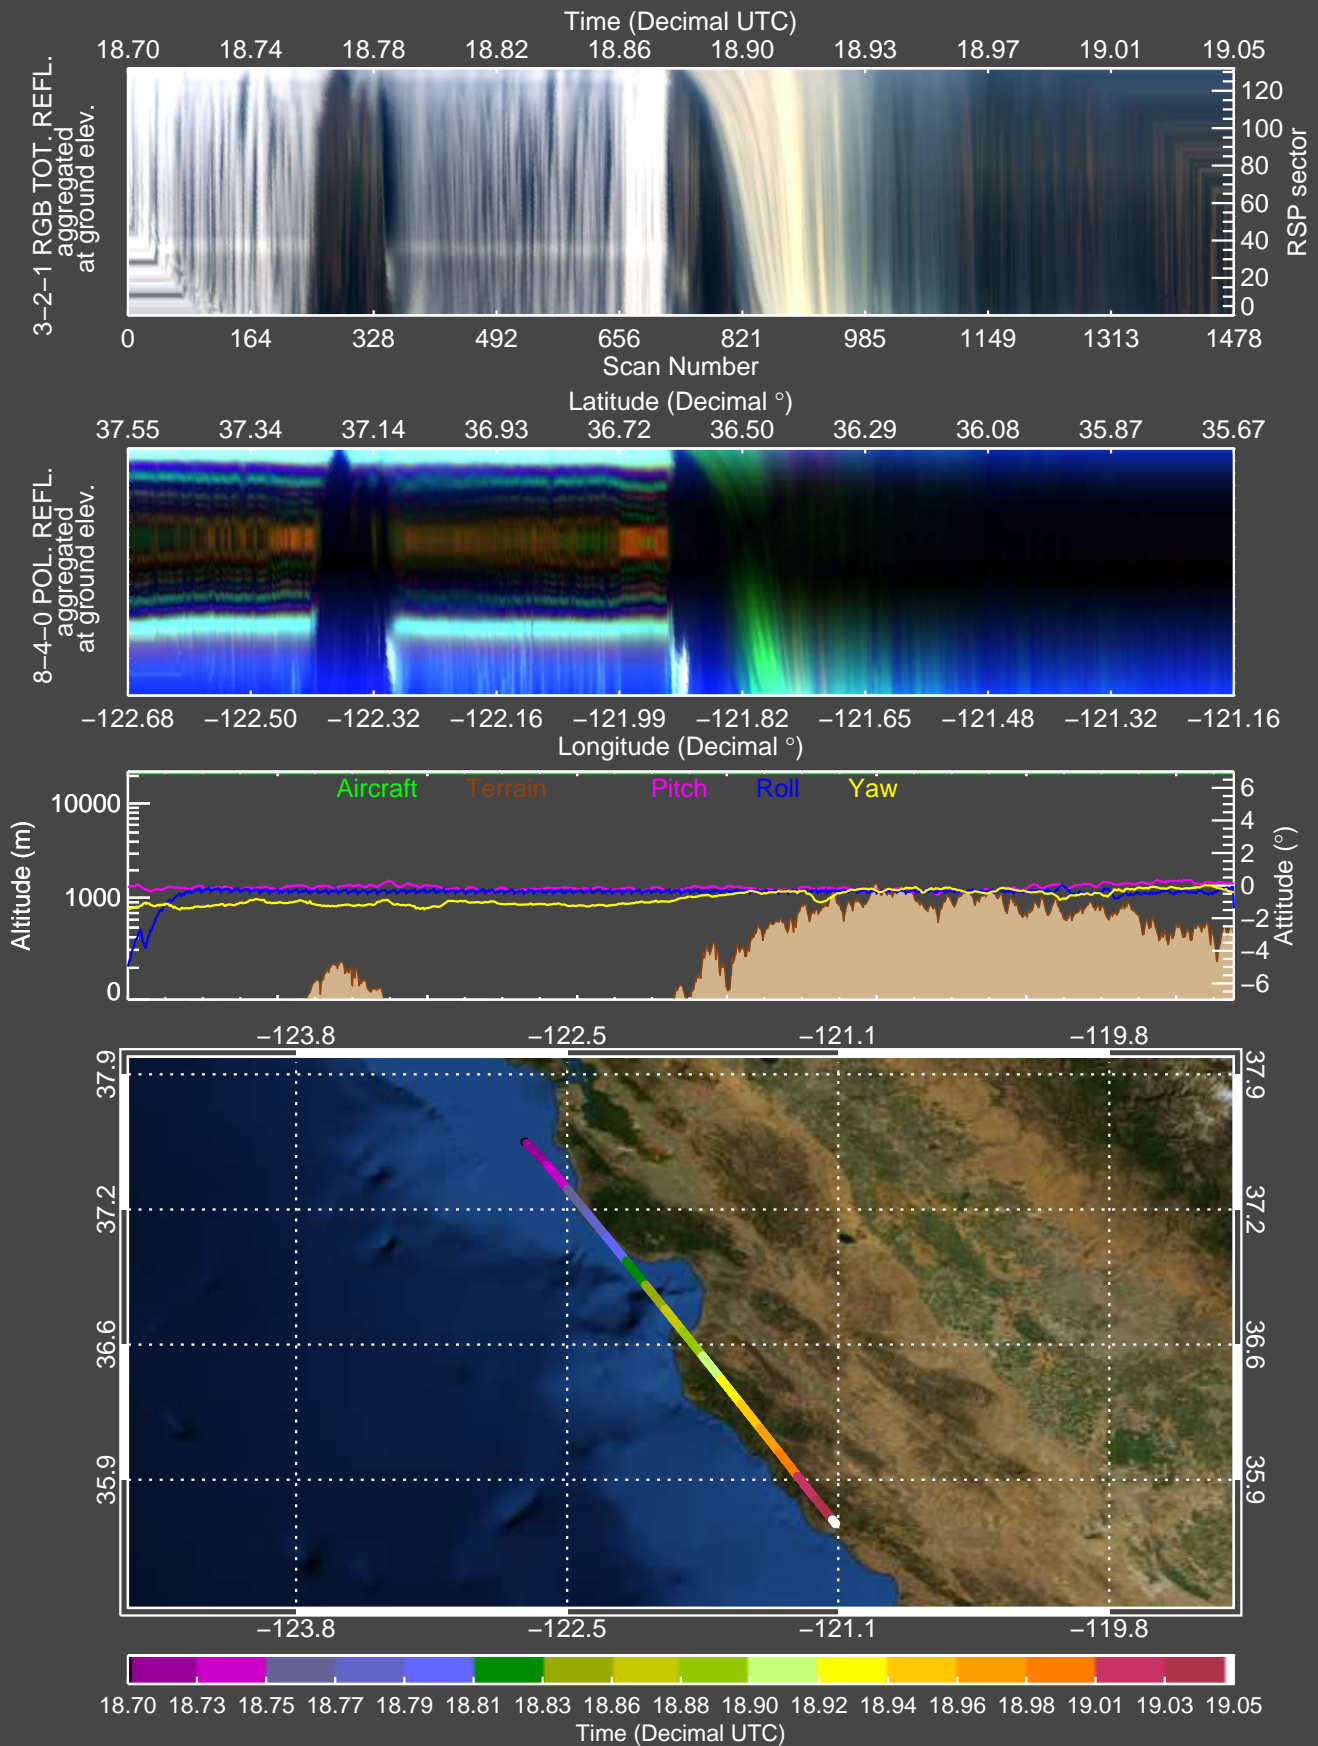 Time (Decimal UTC)
18.70 18.74 18.78 18.82 18.86 18.90 18.93 18.97 19.01 19.05
3−2−1 RGB TOT. REFL.
aggregated
at ground elev.
120
100
80
60
40
20
0
RSP sector
0 164 328 492 656 821 985 1149 1313 1478
Scan Number
Latitude (Decimal °)
37.55 37.34 37.14 36.93 36.72 36.50 36.29 36.08 35.87 35.67
8−4−0 POL. REFL.
aggregated
at ground elev.
−122.68 −122.50 −122.32 −122.16 −121.99 −121.82 −121.65 −121.48 −121.32 −121.16
Longitude (Decimal °)
Aircraft Terrain Pitch Roll Yaw
Altitude (m)
10000
1000
0
6
4
2
0
−2
−4
−6
Attitude (°)
−123.8 −122.5 −121.1 −119.8
37.9 37.9
37.2 37.2
36.6 36.6
35.9 35.9
−123.8 −122.5 −121.1 −119.8
18.70 18.73 18.75 18.77 18.79 18.81 18.83 18.86 18.88 18.90 18.92 18.94 18.96 18.98 19.01 19.03 19.05
Time (Decimal UTC)